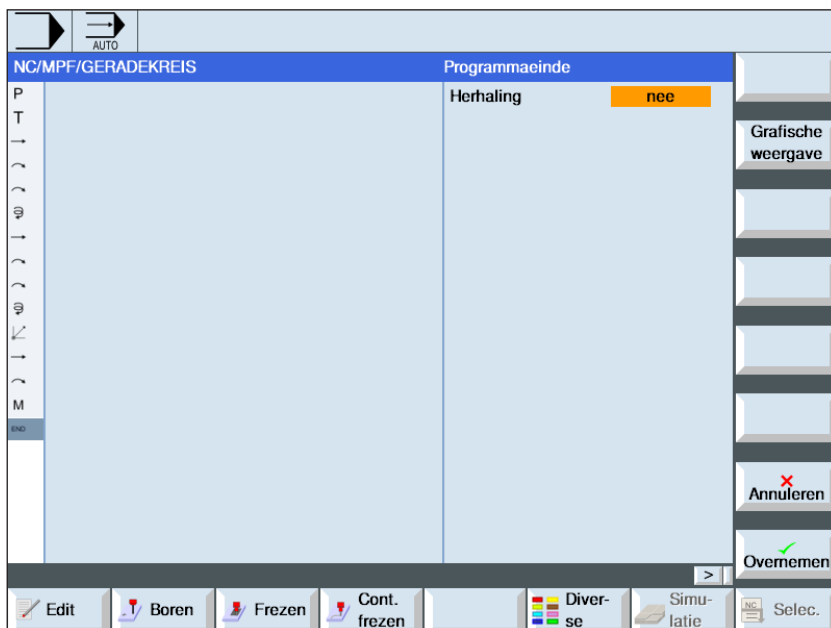 AUTO
NC/MPF/GERADEKREIS
Programmaeinde
P
T
M
END
Herhaling nee
Grafische
weergave
Annuleren
Overnemen
>
Edit
Boren
Frezen
Cont.
frezen
Diver-
se
Simu-
latie
NC
Selec.